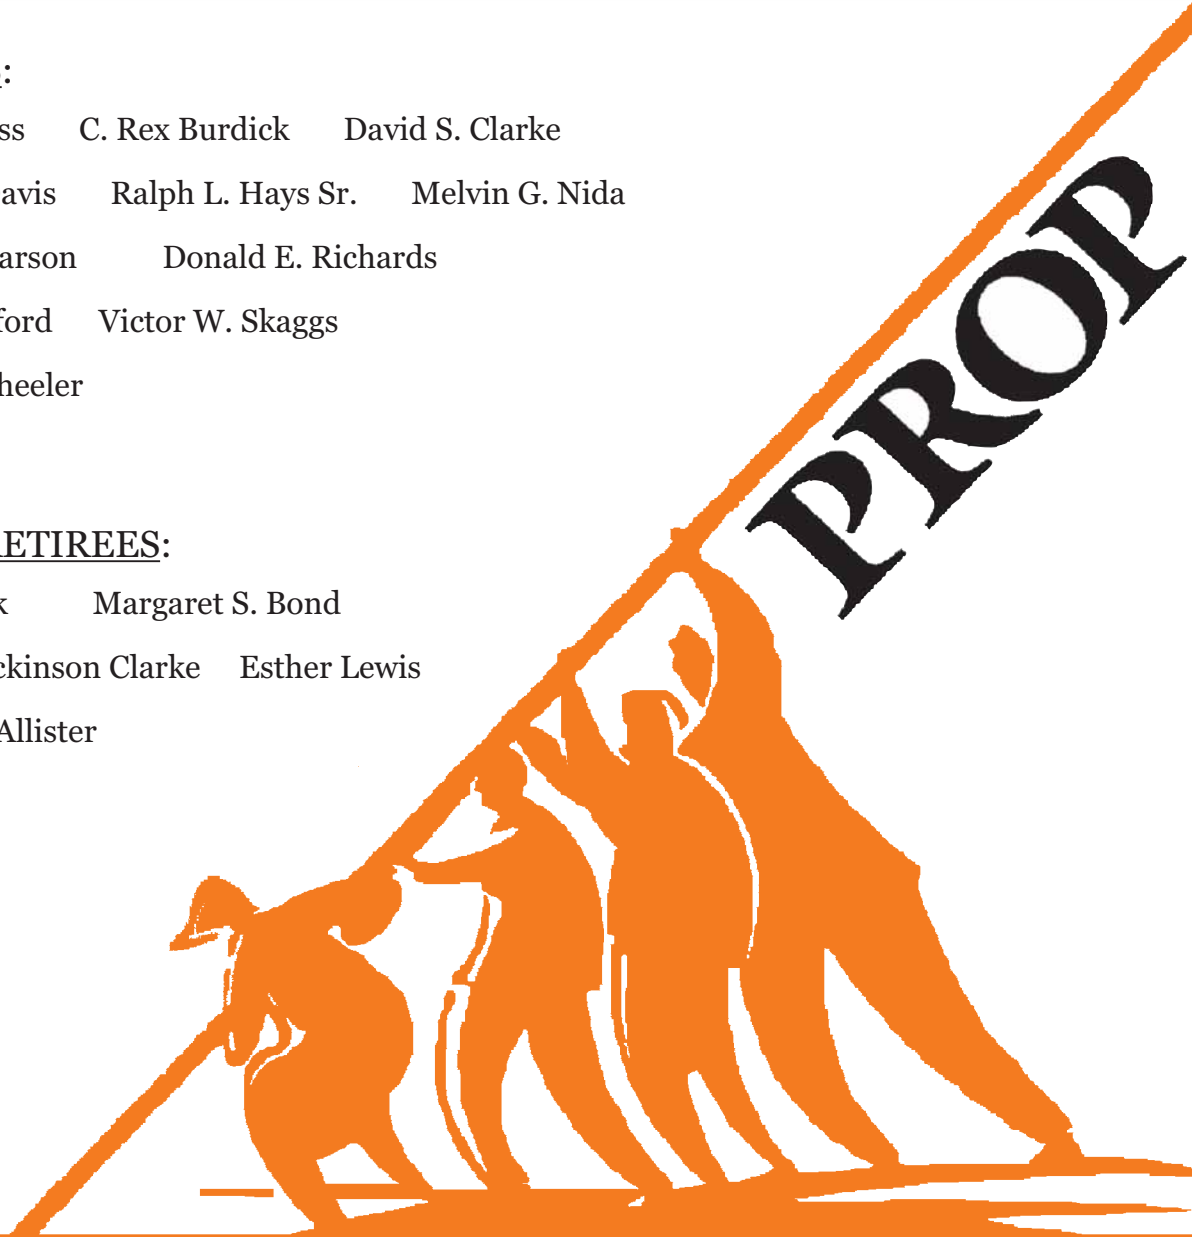 :
ss C. Rex Burdick David S. Clarke
avis Ralph L. Hays Sr. Melvin G. Nida
arson Donald E. Richards
ford Victor W. Skaggs
heeler
RETIREES:
k Margaret S. Bond
ckinson Clarke Esther Lewis
Allister
PROP